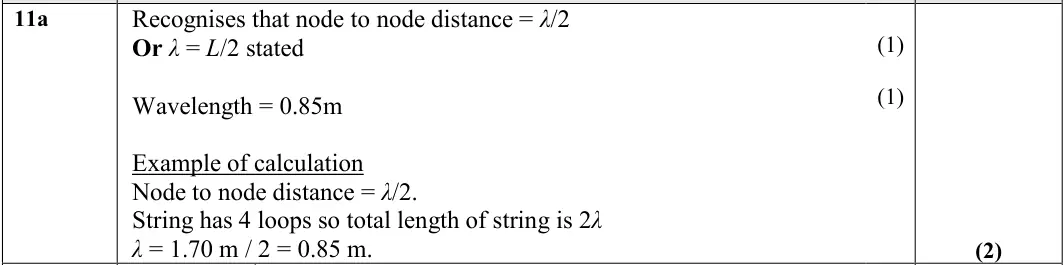 11a
Recognises that node to node distance = λ/2
Or λ = L/2 stated (1)
Wavelength = 0.85m (1)
Example of calculation
Node to node distance = λ/2.
String has 4 loops so total length of string is 2λ
λ = 1.70 m / 2 = 0.85 m.
(2)